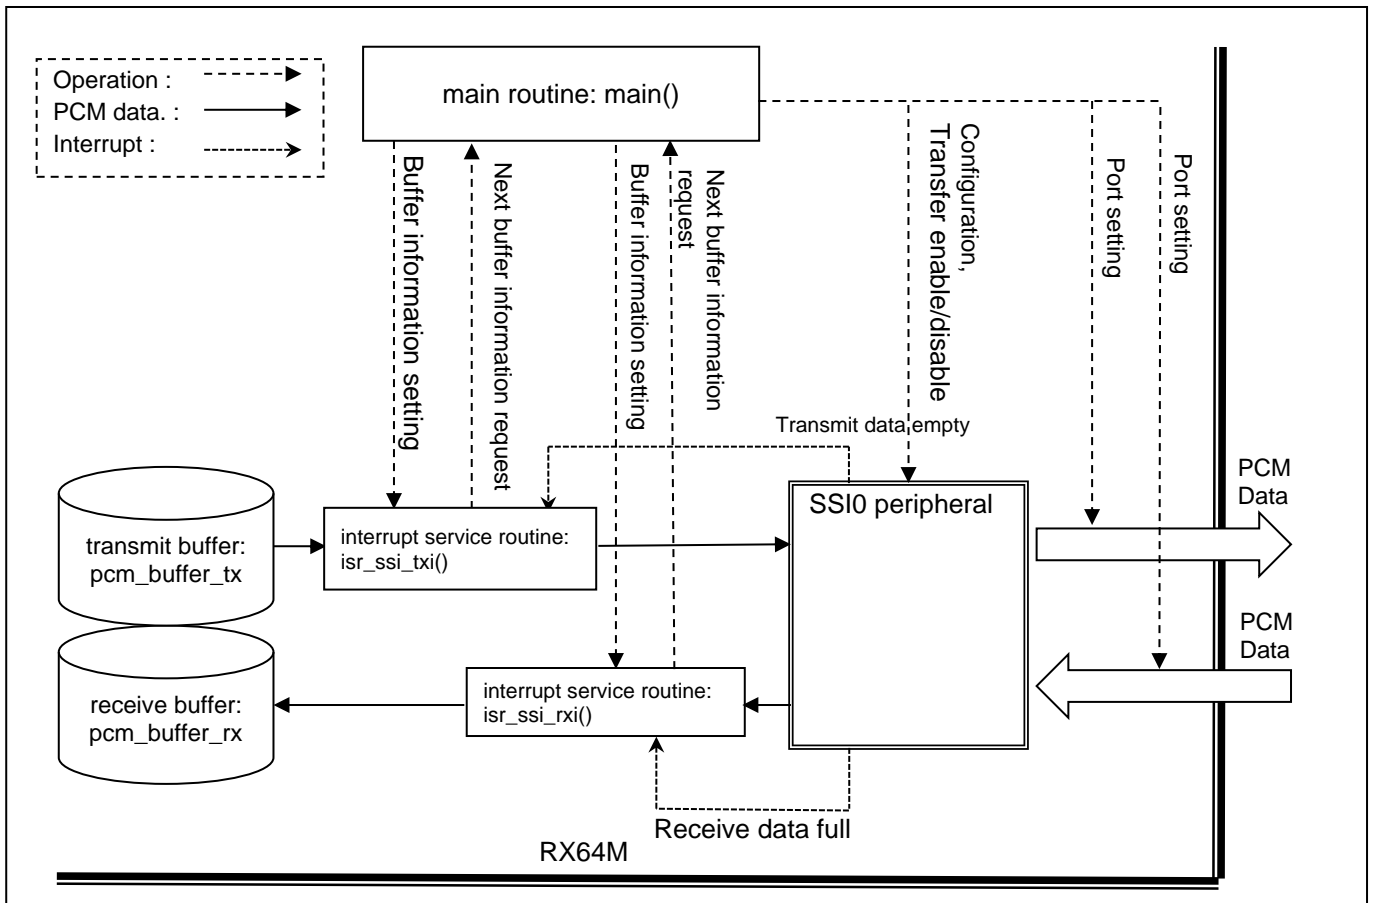 Operation :
PCM data. :
Interrupt :
main routine: main()
Buffer information setting
Next buffer information request
Buffer information setting
Next buffer information
request
Configuration,
Transfer enable/disable
Port setting
Port setting
Transmit data empty
SSI0 peripheral
PCM
Data
transmit buffer:
pcm_buffer_tx
interrupt service routine:
isr_ssi_txi()
PCM
Data
receive buffer:
pcm_buffer_rx
interrupt service routine:
isr_ssi_rxi()
Receive data full
RX64M